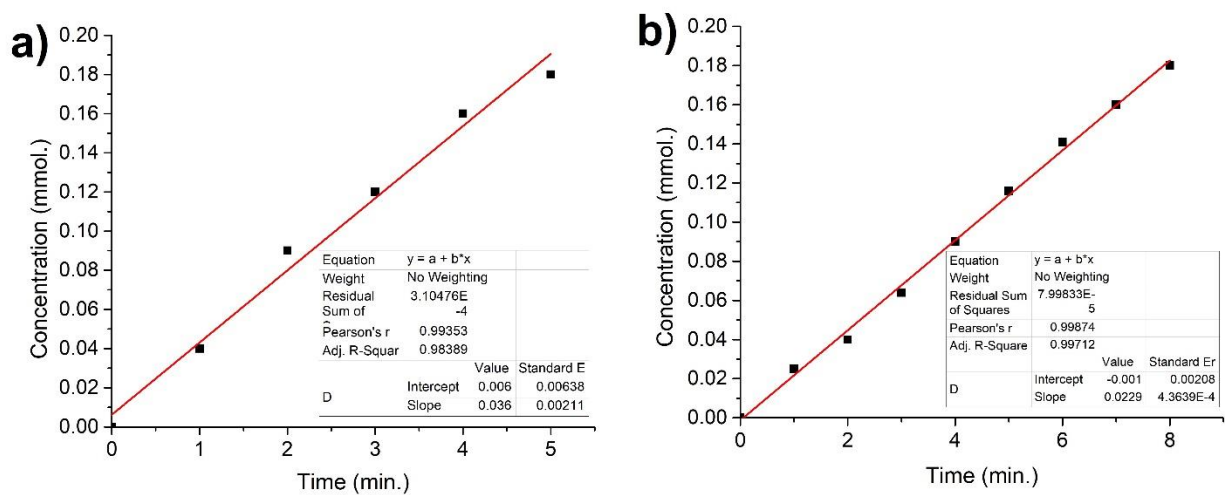 a)
Concentration (mmol.)
0.20
0.18
0.16
0.14
0.12
0.10
0.08
0.06
0.04
0.02
0.00
0 1 2 3 4 5
Time (min.)
Equation y = a + b*x
Weight No Weighting
Residual 3.10476E
Sum of -4
Pearson's r 0.99353
Adj. R-Squar 0.98389
Value Standard E
D
Intercept 0.006 0.00638
Slope 0.036 0.00211
b)
Concentration (mmol.)
0.20
0.18
0.16
0.14
0.12
0.10
0.08
0.06
0.04
0.02
0.00
0 2 4 6 8
Time (min.)
Equation y = a + b*x
Weight No Weighting
Residual Sum 7.99833E-
of Squares 5
Pearson's r 0.99874
Adj. R-Square 0.99712
Value Standard Er
D
Intercept -0.001 0.00208
Slope 0.0229 4.3639E-4